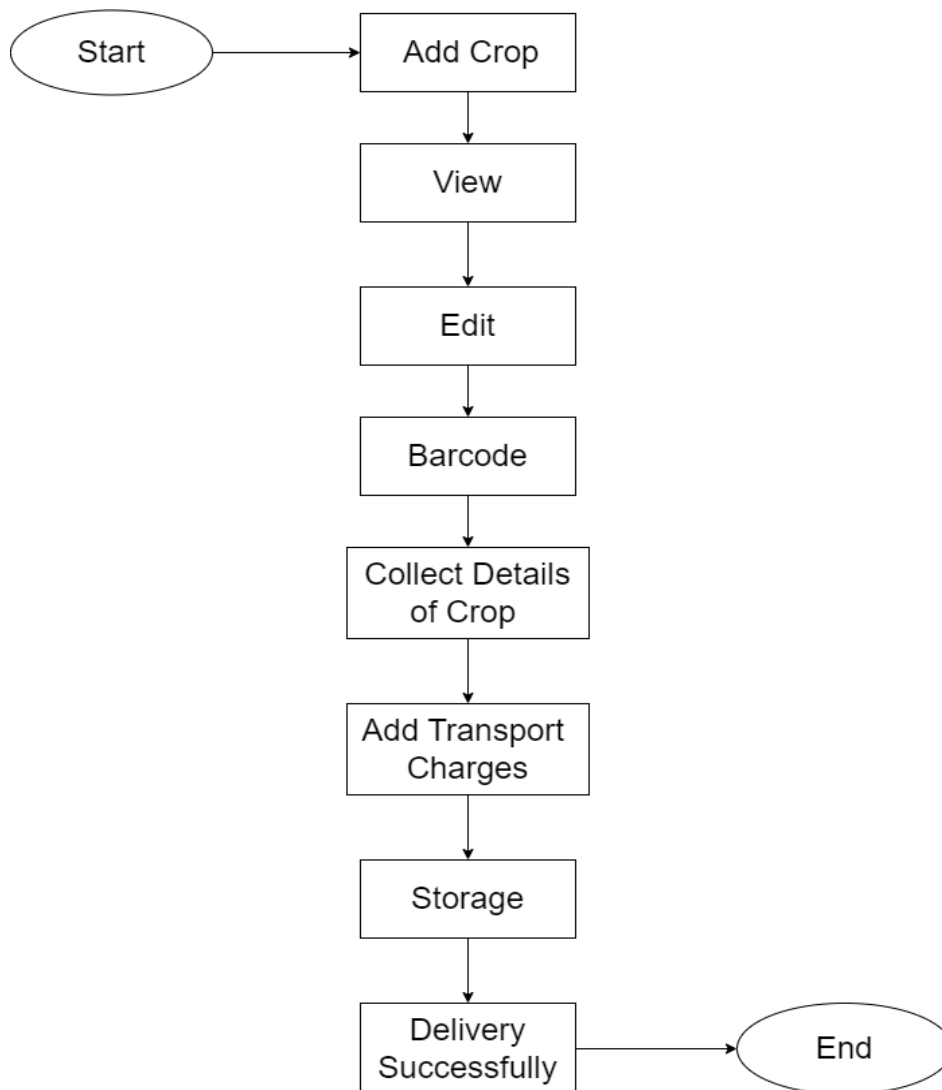 Start
Add Crop
View
Edit
Barcode
Collect Details
of Crop
Add Transport
Charges
Storage
Delivery
Successfully
End